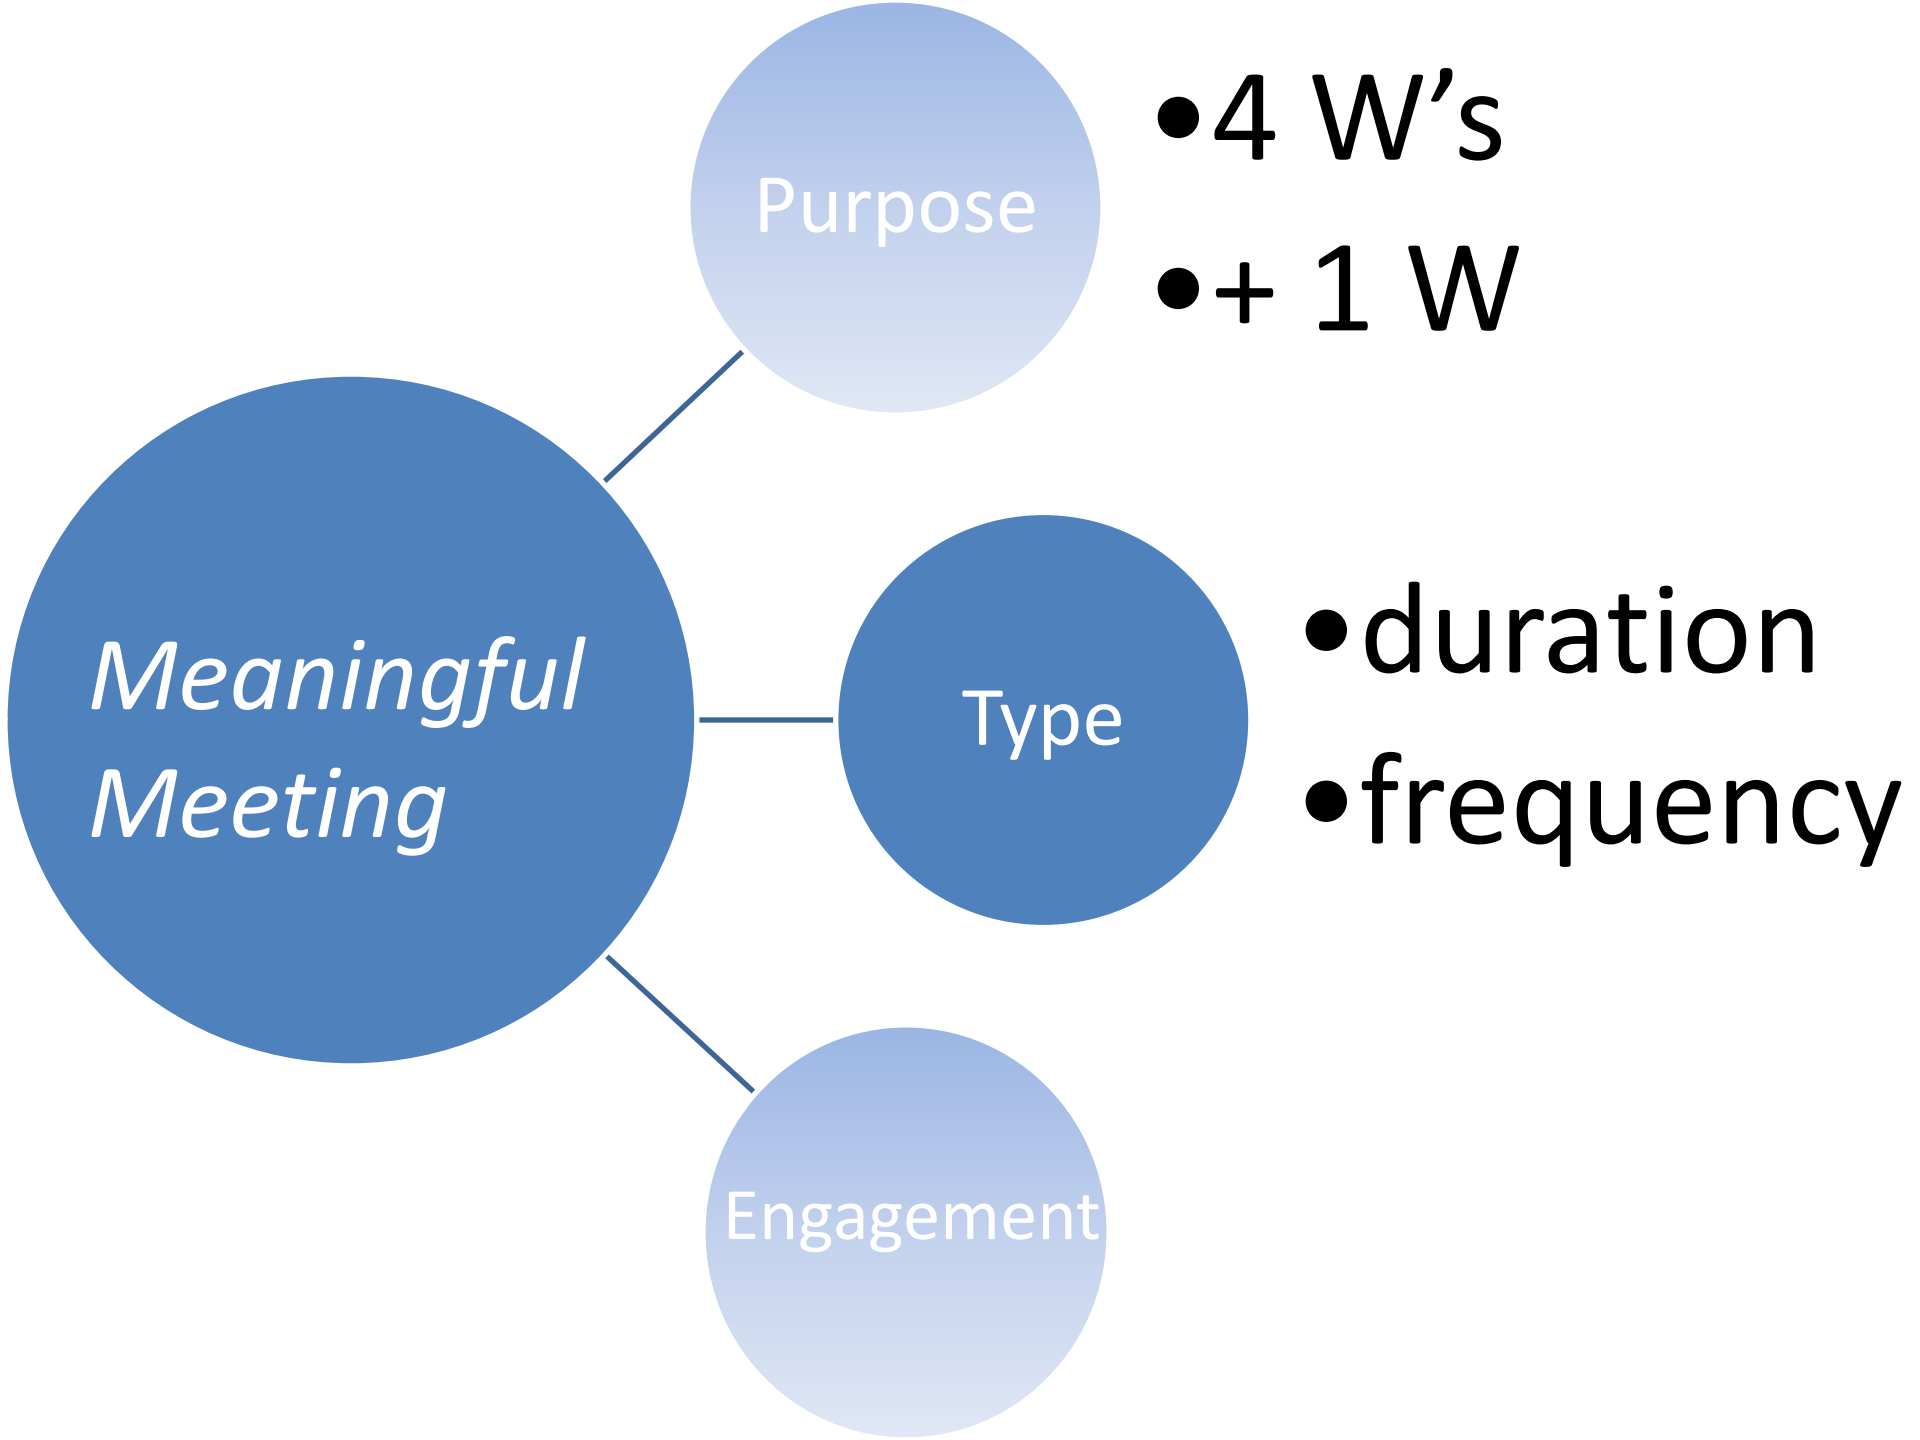 Purpose
•4 W’s
•+ 1 W
Meaningful
Meeting
Type
•duration
•frequency
Engagement